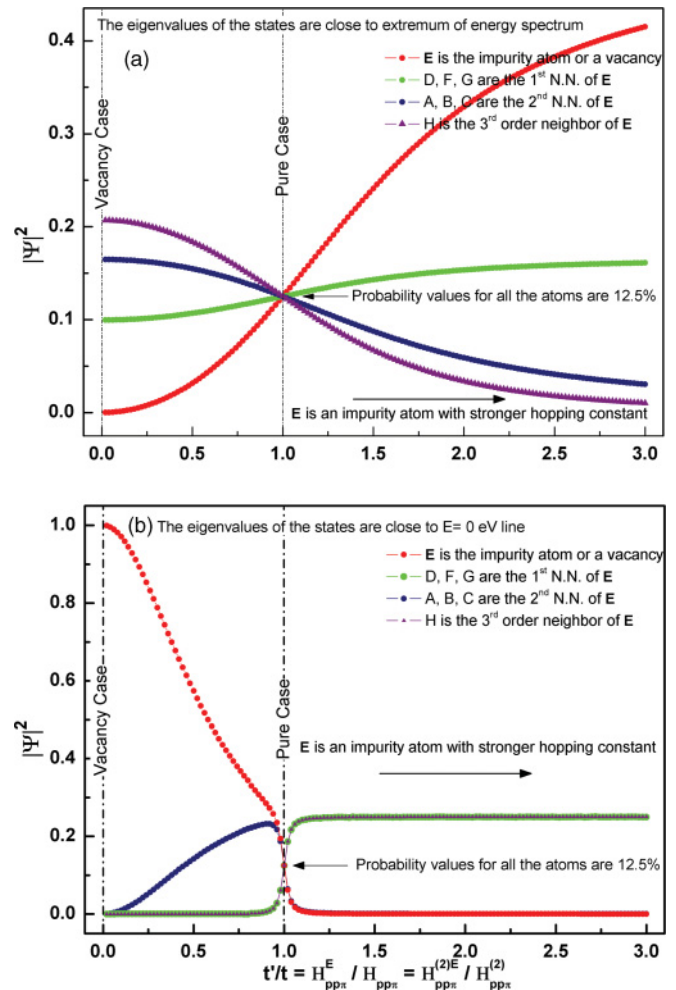 The eigenvalues of the states are close to extremum of energy spectrum
(a)
E is the impurity atom or a vacancy
D, F, G are the 1st N.N. of E
A, B, C are the 2nd N.N. of E
H is the 3rd order neighbor of E
Vacancy Case
Pure Case
Probability values for all the atoms are 12.5%
E is an impurity atom with stronger hopping constant
|Ψ|²
0.4
0.3
0.2
0.1
0.0
0.0 0.5 1.0 1.5 2.0 2.5 3.0
(b) The eigenvalues of the states are close to E= 0 eV line
E is the impurity atom or a vacancy
D, F, G are the 1st N.N. of E
A, B, C are the 2nd N.N. of E
H is the 3rd order neighbor of E
Vacancy Case
Pure Case
E is an impurity atom with stronger hopping constant
Probability values for all the atoms are 12.5%
|Ψ|²
1.0
0.8
0.6
0.4
0.2
0.0
0.0 0.5 1.0 1.5 2.0 2.5 3.0
t'/t = H^E_ppπ / H_ppπ = H^(2)E_ppπ / H^(2)_ppπ